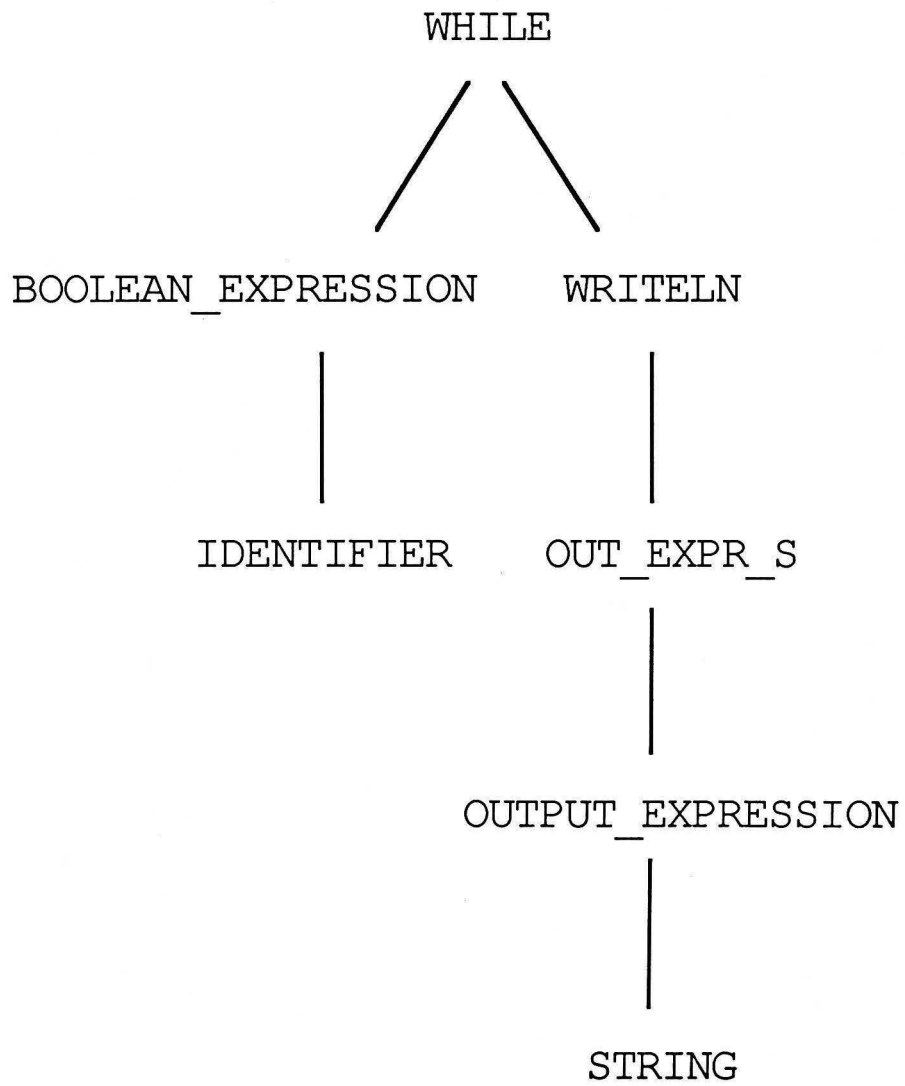 WHILE
BOOLEAN_EXPRESSION WRITELN
IDENTIFIER OUT_EXPR_S
OUTPUT_EXPRESSION
STRING